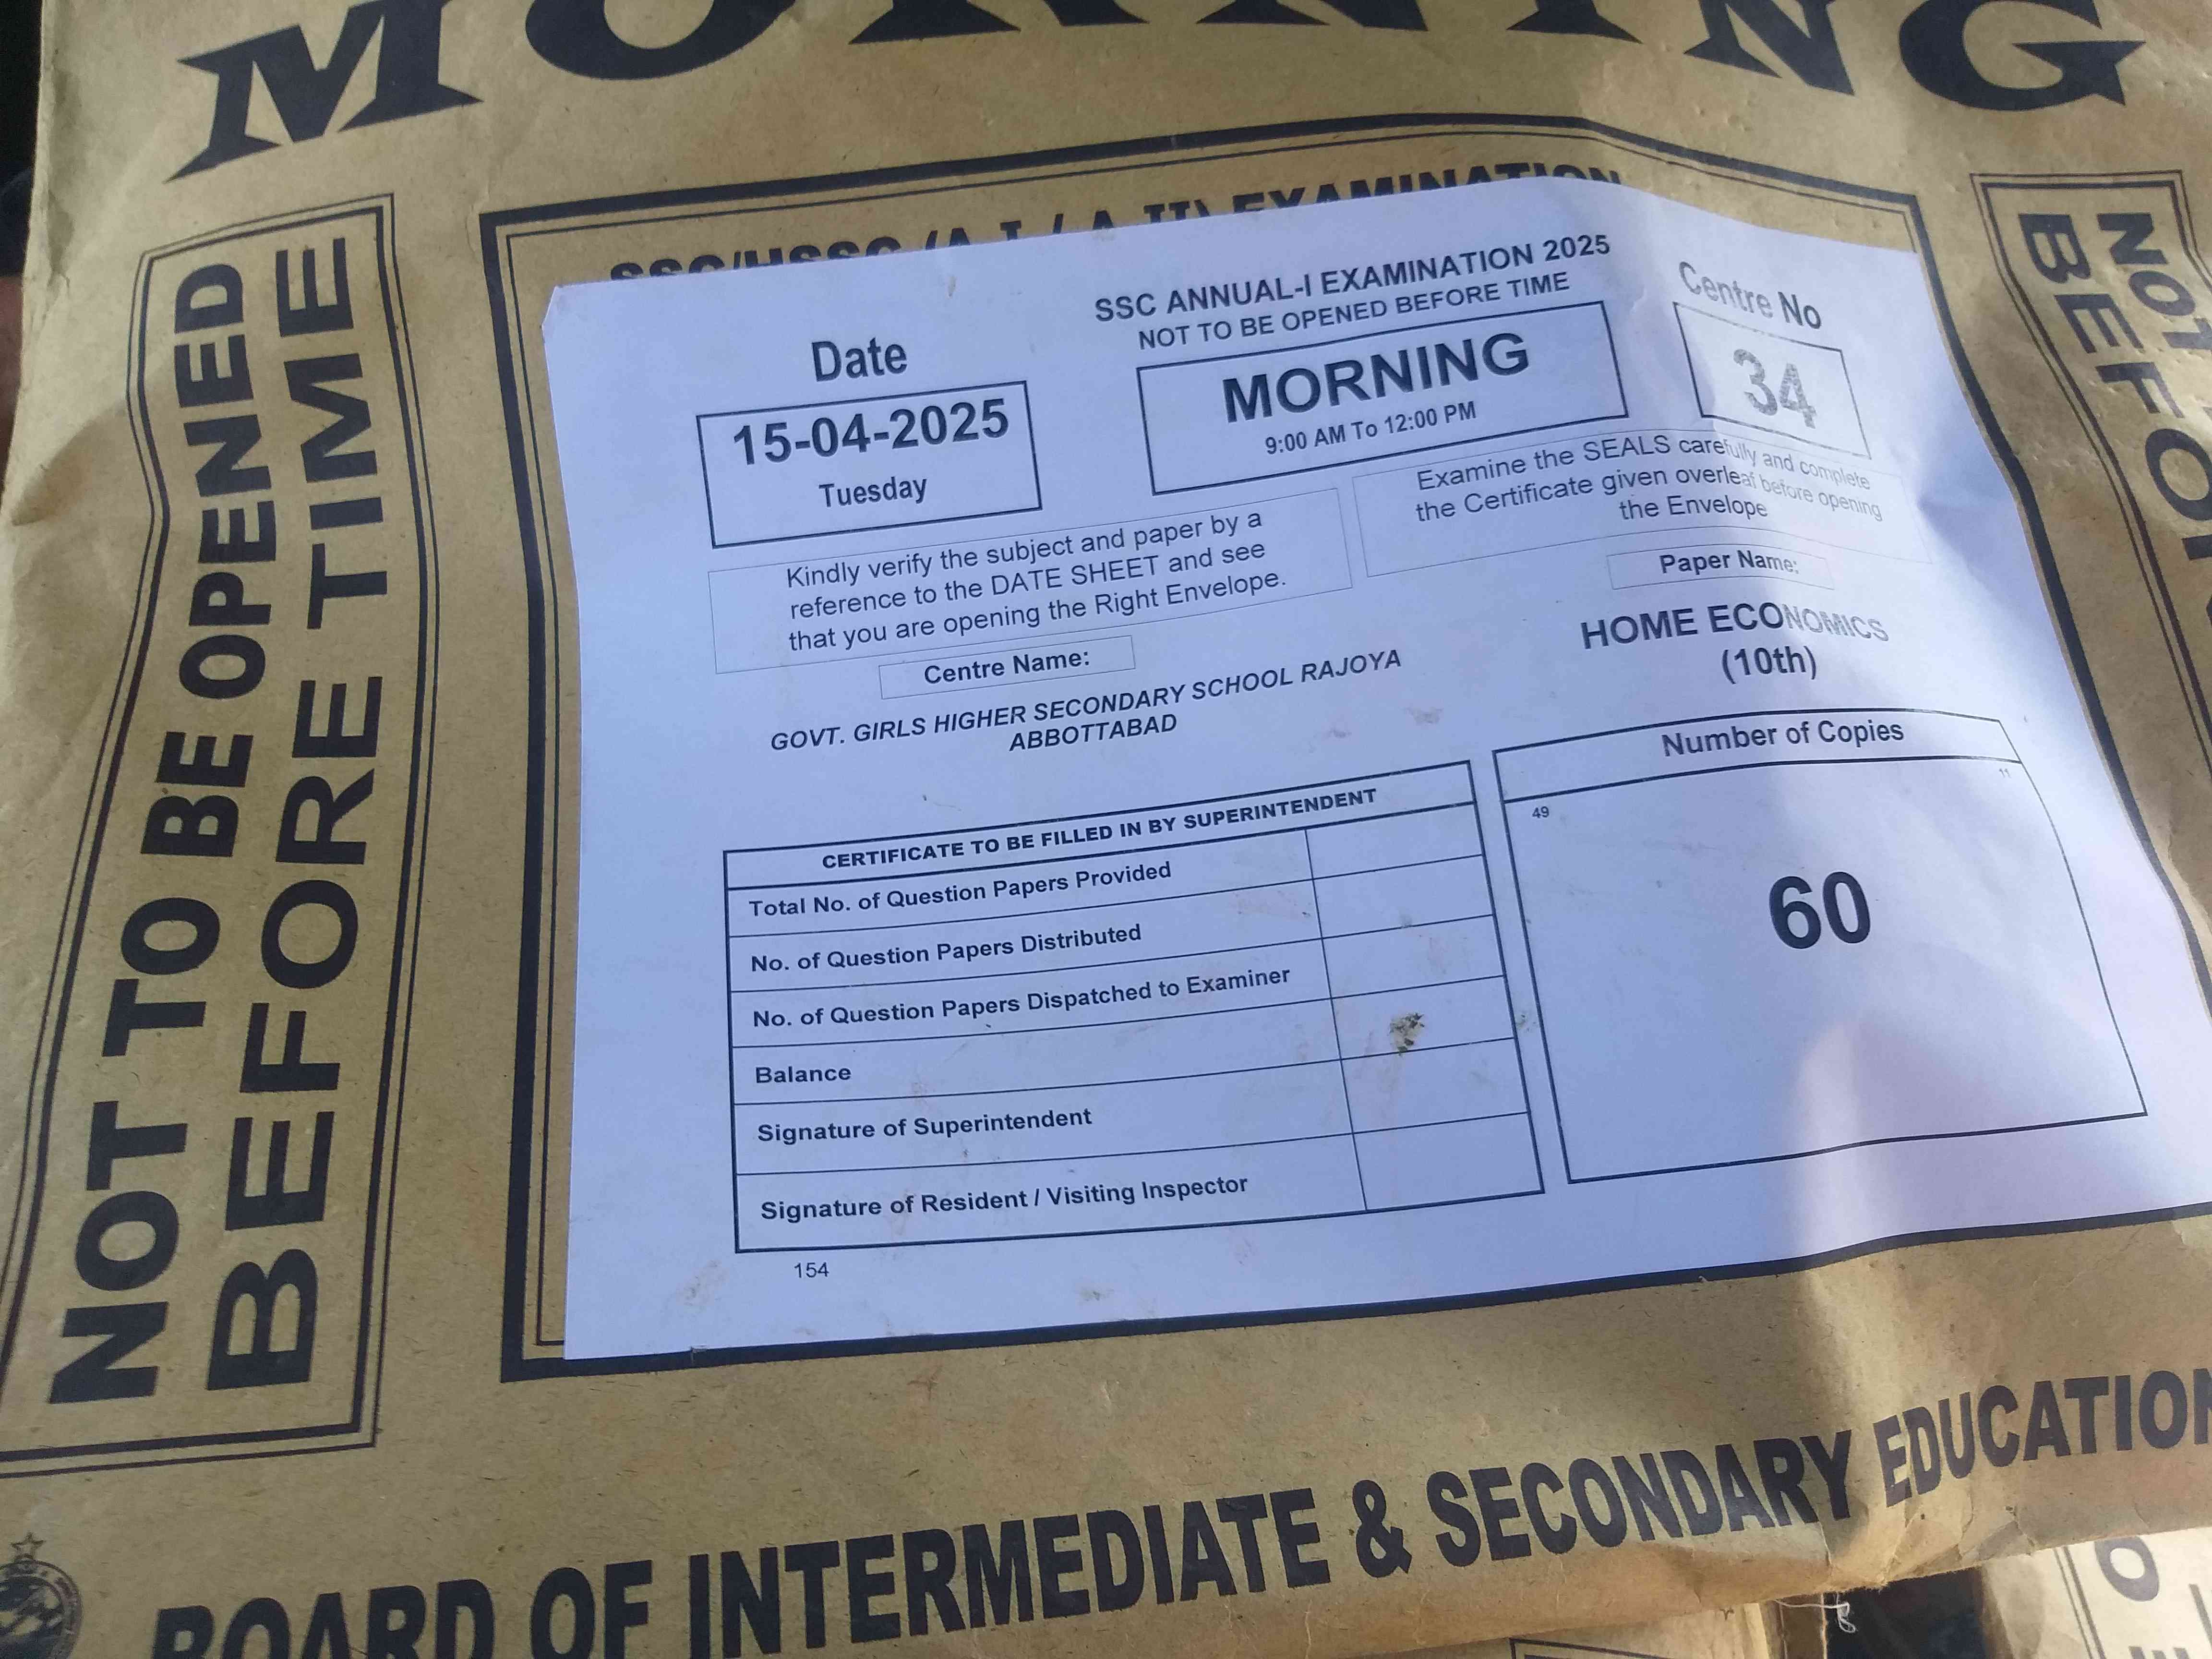 MORNING
NOT TO BE OPENED
BEFORE TIME
SSC/HSSC (A-I / A-II) EXAMINATION
SSC ANNUAL-I EXAMINATION 2025
NOT TO BE OPENED BEFORE TIME
Date
15-04-2025
Tuesday
MORNING
9:00 AM To 12:00 PM
Centre No
34
Kindly verify the subject and paper by a
reference to the DATE SHEET and see
that you are opening the Right Envelope.
Examine the SEALS carefully and complete
the Certificate given overleaf before opening
the Envelope
Centre Name:
GOVT. GIRLS HIGHER SECONDARY SCHOOL RAJOYA
ABBOTTABAD
Paper Name:
HOME ECONOMICS
(10th)
CERTIFICATE TO BE FILLED IN BY SUPERINTENDENT
Total No. of Question Papers Provided
No. of Question Papers Distributed
No. of Question Papers Dispatched to Examiner
Balance
Signature of Superintendent
Signature of Resident / Visiting Inspector
Number of Copies
49
11
60
154
NOT
BEFO
BOARD OF INTERMEDIATE & SECONDARY EDUCATION